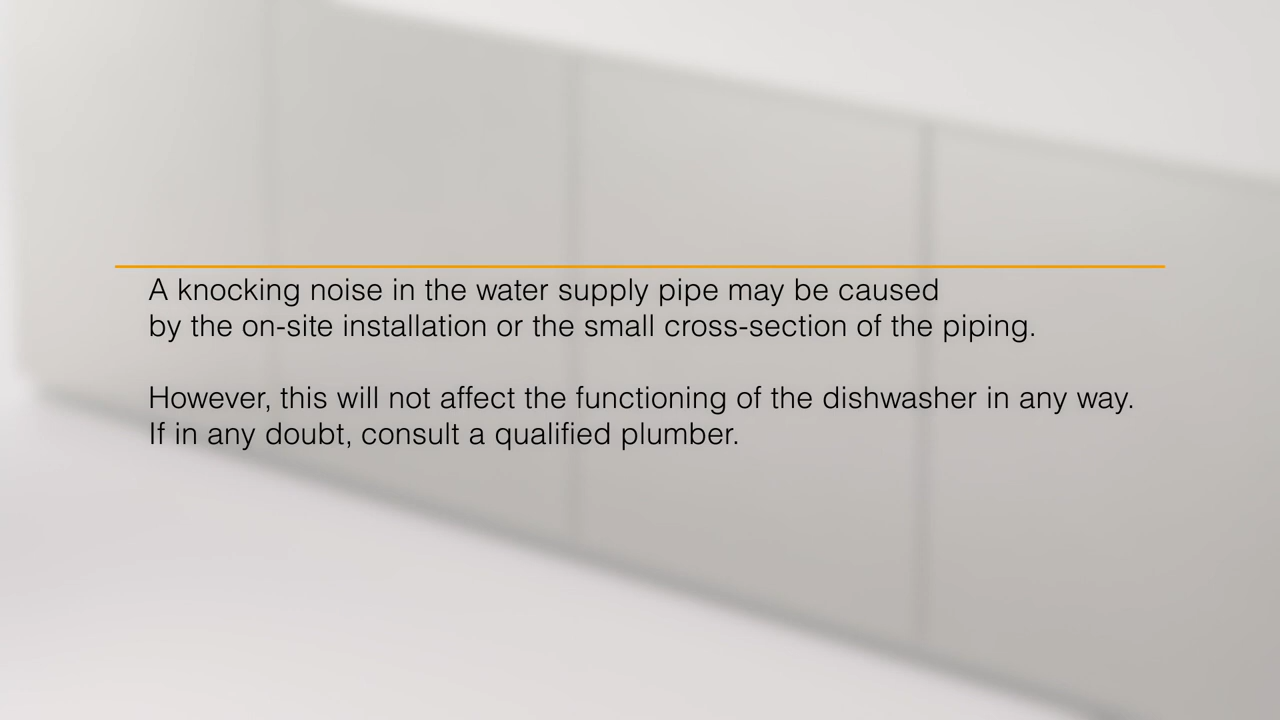 A knocking noise in the water supply pipe may be caused
by the on-site installation or the small cross-section of the piping.
However, this will not affect the functioning of the dishwasher in any way.
If in any doubt, consult a qualified plumber.